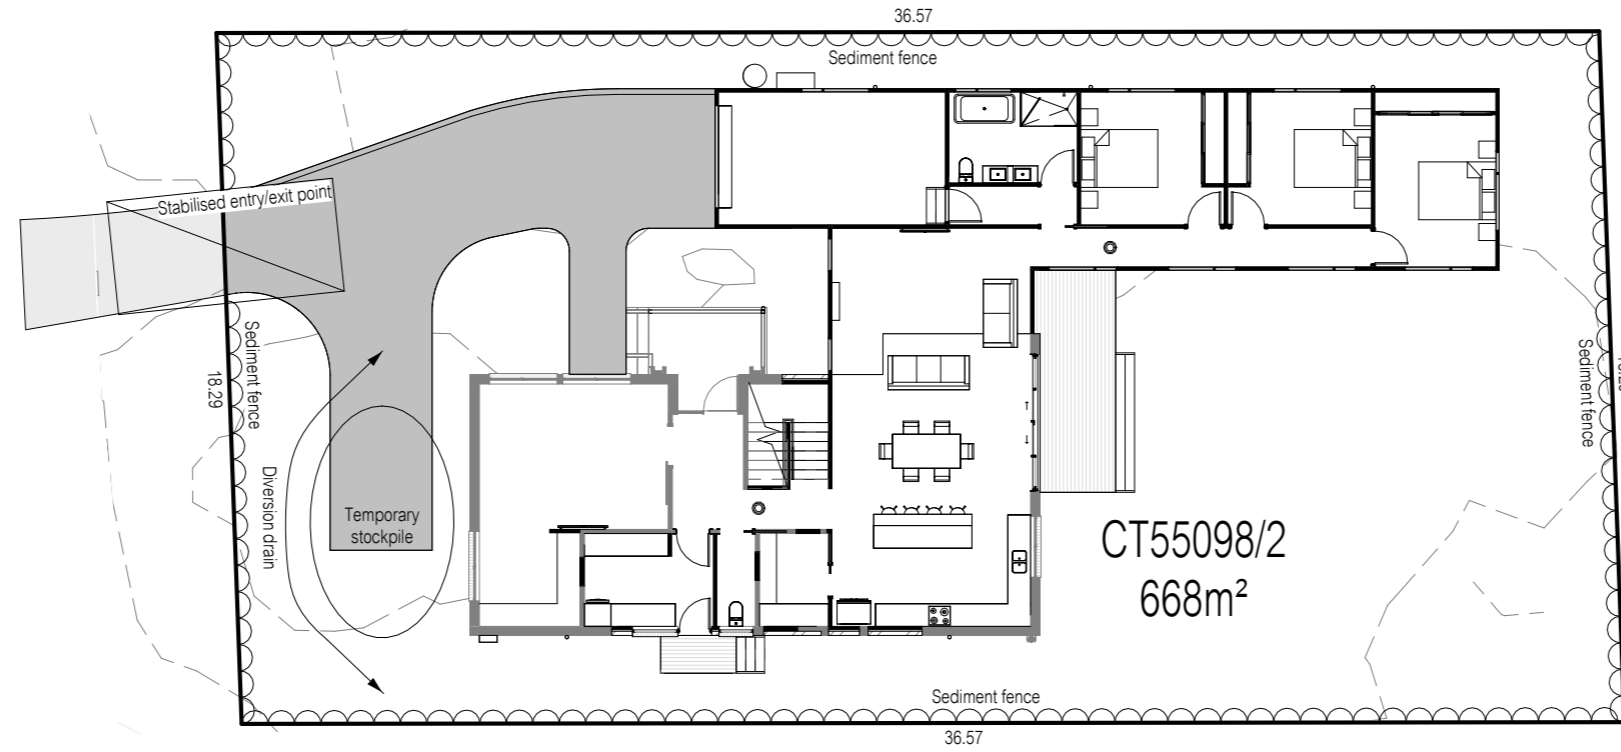 36.57
Sediment fence
Stabilised entry/exit point
Sediment fence
18.29
Diversion drain
Temporary
stockpile
CT55098/2
668m²
Sediment fence
Sediment fence
36.57